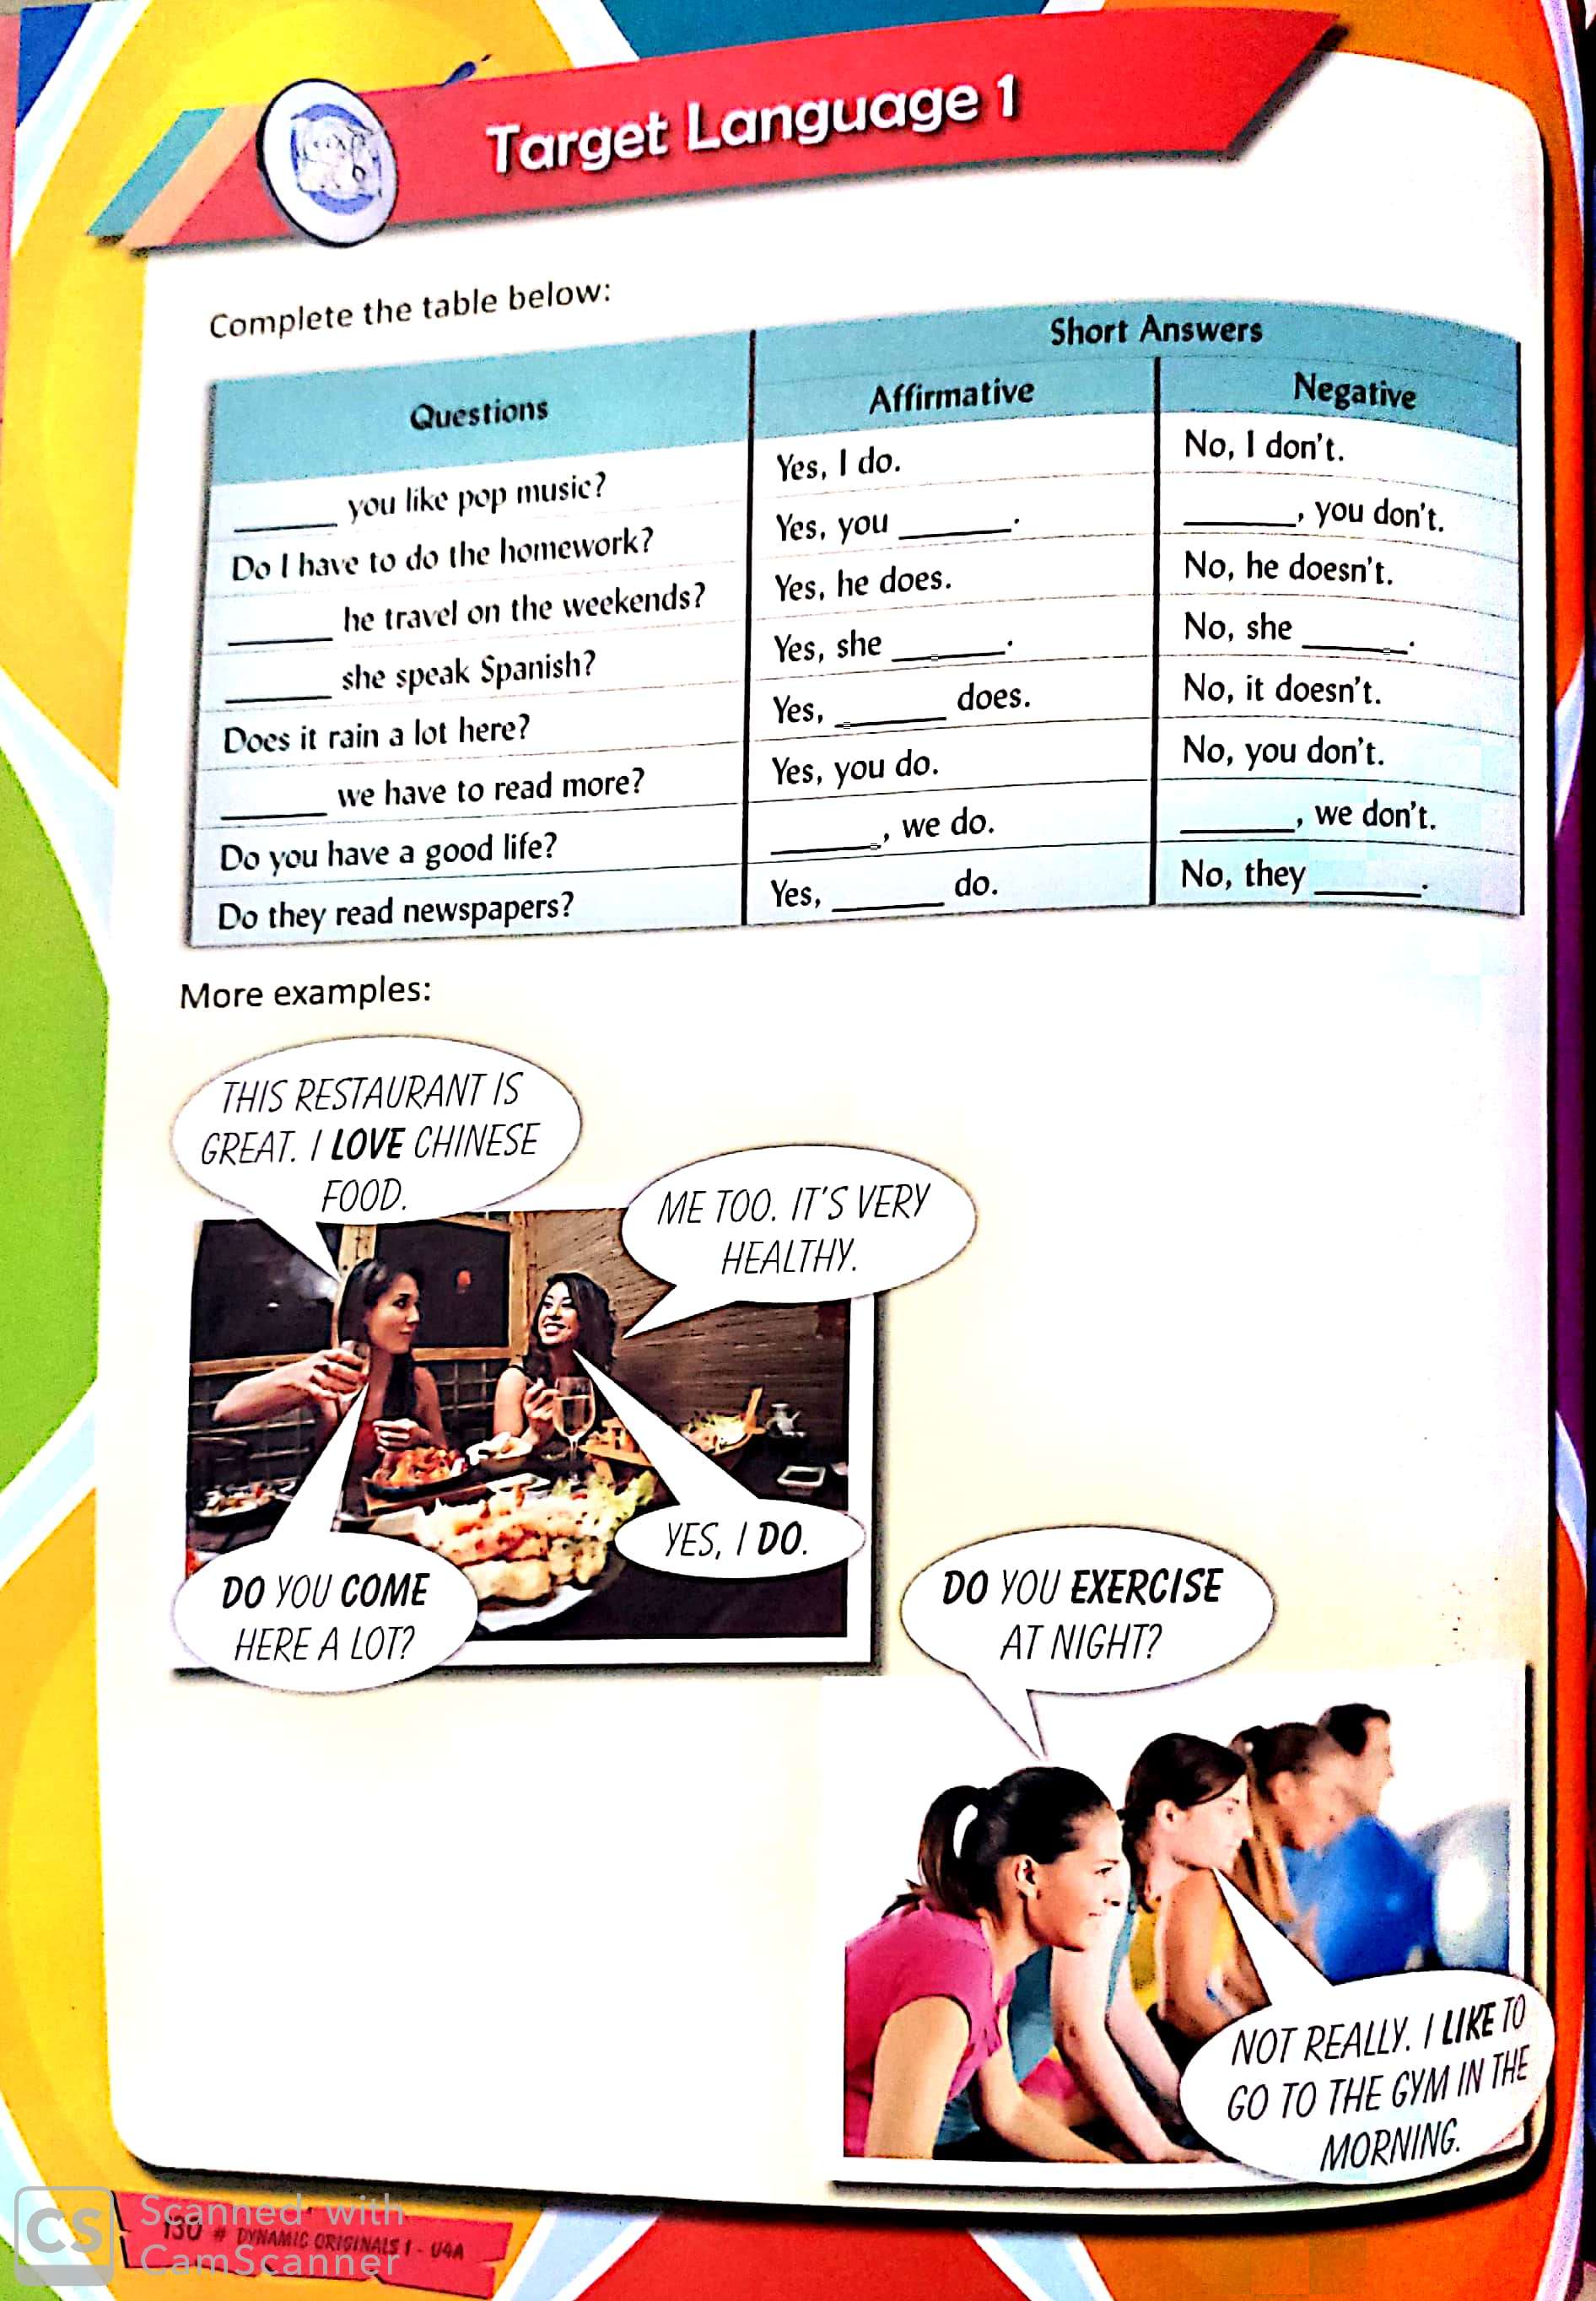 Target Language 1
Complete the table below:
Questions
Short Answers
Affirmative
Negative
______ you like pop music?
Yes, I do.
No, I don't.
Do I have to do the homework?
Yes, you ______.
______, you don't.
______ he travel on the weekends?
Yes, he does.
No, he doesn't.
______ she speak Spanish?
Yes, she ______.
No, she ______.
Does it rain a lot here?
Yes, ______ does.
No, it doesn't.
______ we have to read more?
Yes, you do.
No, you don't.
Do you have a good life?
______, we do.
______, we don't.
Do they read newspapers?
Yes, ______ do.
No, they ______.
More examples:
THIS RESTAURANT IS
GREAT. I LOVE CHINESE
FOOD.
ME TOO. IT'S VERY
HEALTHY.
DO YOU COME
HERE A LOT?
YES, I DO.
DO YOU EXERCISE
AT NIGHT?
NOT REALLY. I LIKE TO
GO TO THE GYM IN THE
MORNING.
130 # DYNAMIC ORIGINALS 1 - U4A
CS
Scanned with
CamScanner